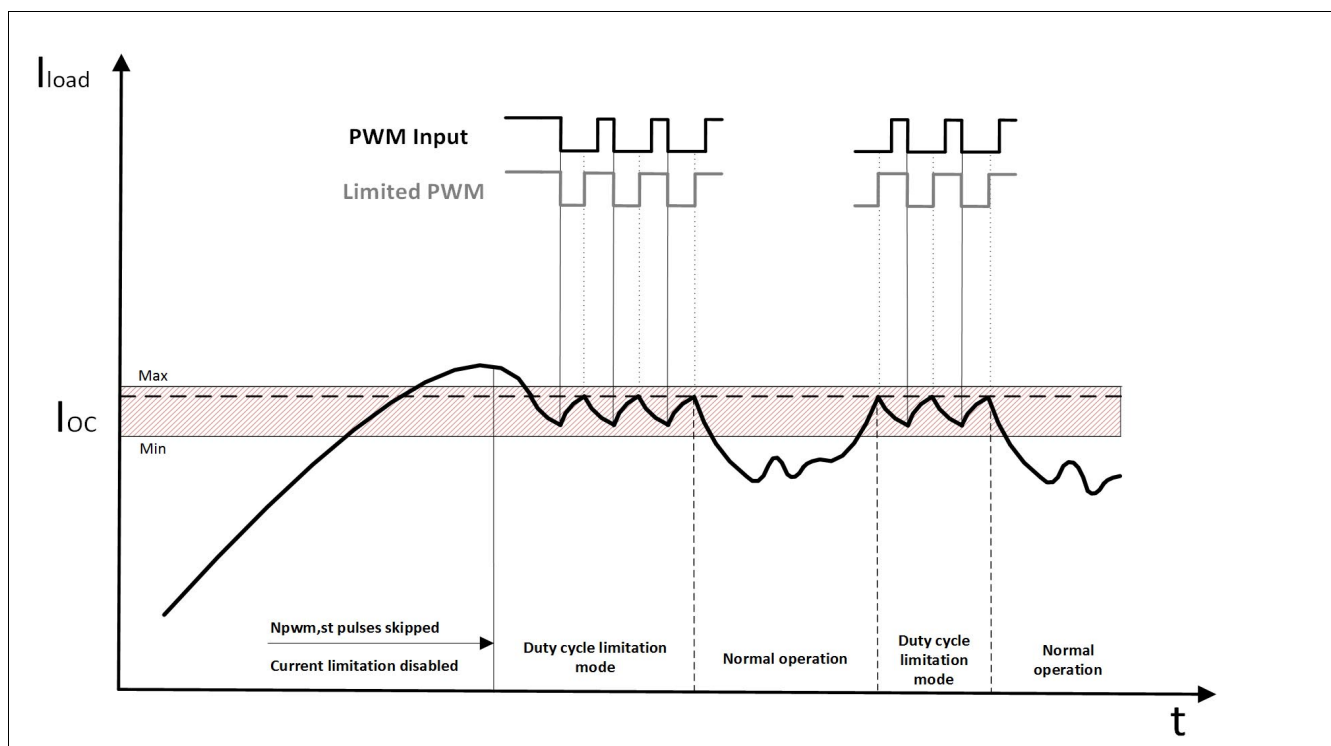 Iload
PWM Input
Limited PWM
Max
IOC
Min
Npwm,st pulses skipped
Current limitation disabled
Duty cycle limitation
mode
Normal operation
Duty cycle
limitation
mode
Normal
operation
t